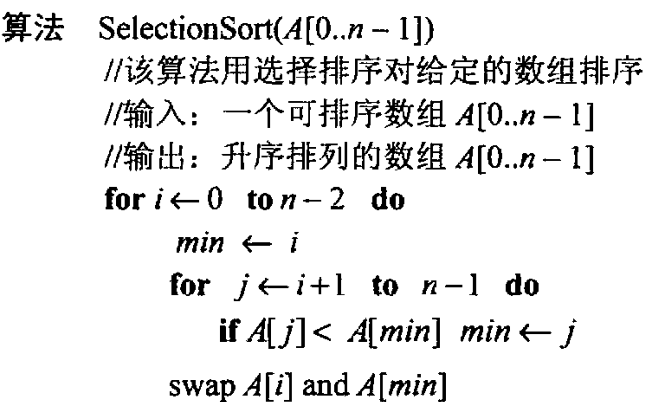 算法 SelectionSort(A[0..n – 1])
//该算法用选择排序对给定的数组排序
//输入：一个可排序数组 A[0..n – 1]
//输出：升序排列的数组 A[0..n – 1]
for i ← 0 to n – 2 do
min ← i
for j ← i+1 to n–1 do
if A[j] < A[min] min ← j
swap A[i] and A[min]